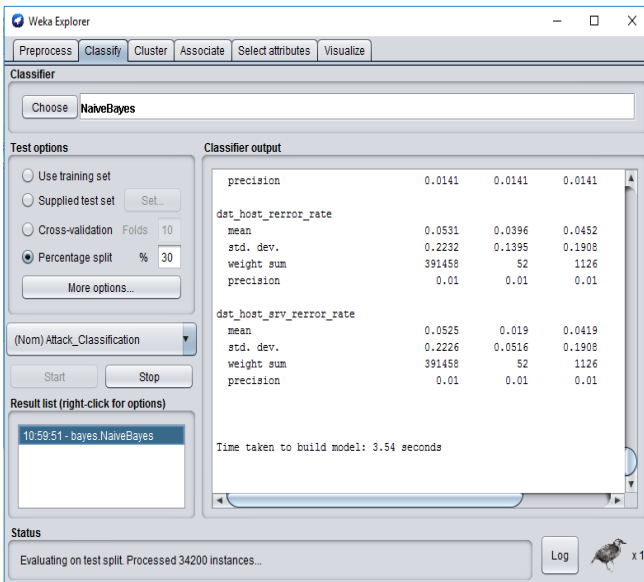 Weka Explorer
Preprocess Classify Cluster Associate Select attributes Visualize
Classifier
Choose NaiveBayes
Test options
Use training set
Supplied test set Set...
Cross-validation Folds 10
Percentage split % 30
More options...
(Nom) Attack_Classification
Start Stop
Result list (right-click for options)
10:59:51 - bayes.NaiveBayes
Classifier output
precision 0.0141 0.0141 0.0141
dst_host_rerror_rate
mean 0.0531 0.0396 0.0452
std. dev. 0.2232 0.1395 0.1908
weight sum 391458 52 1126
precision 0.01 0.01 0.01
dst_host_srv_rerror_rate
mean 0.0525 0.019 0.0419
std. dev. 0.2226 0.0516 0.1908
weight sum 391458 52 1126
precision 0.01 0.01 0.01
Time taken to build model: 3.54 seconds
Status
Evaluating on test split. Processed 34200 instances...
Log
x 1